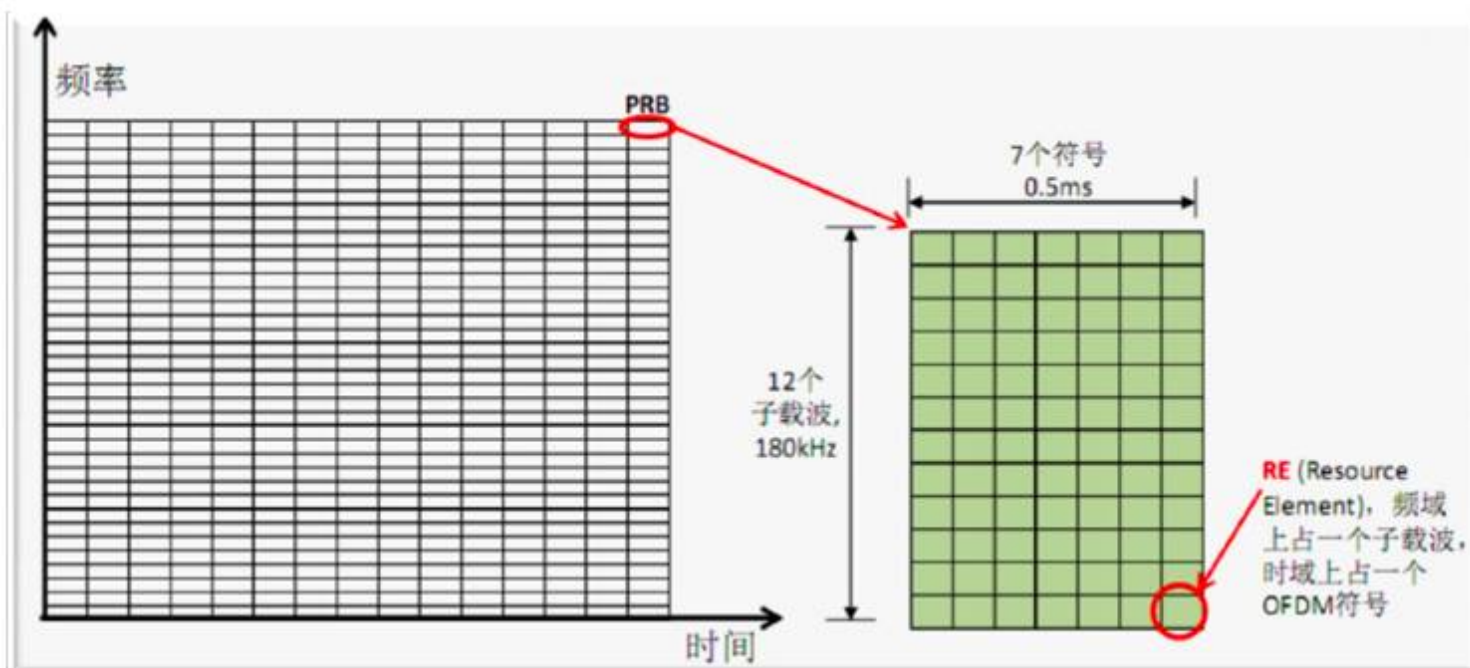 频率
PRB
7个符号
0.5ms
12个
子载波,
180kHz
RE (Resource
Element)，频域
上占一个子载波，
时域上占一个
OFDM符号
时间